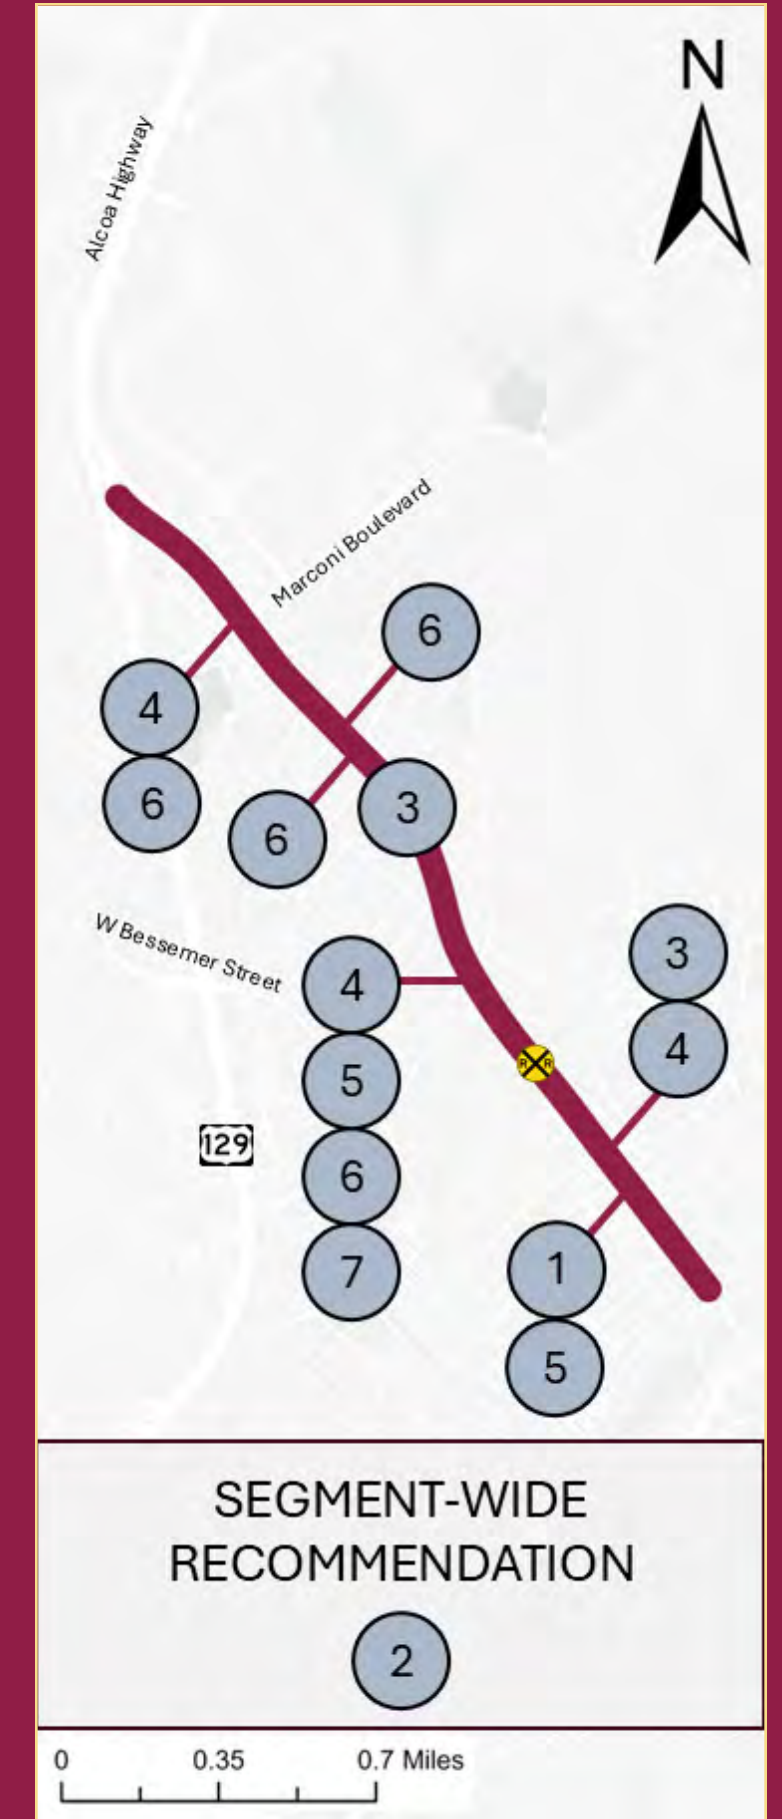 N
Alcoa Highway
Marconi Boulevard
6
4
6
6
3
W Bessemer Street
3
4
4
5
R R
6
129
7
1
5
SEGMENT-WIDE
RECOMMENDATION
2
0 0.35 0.7 Miles